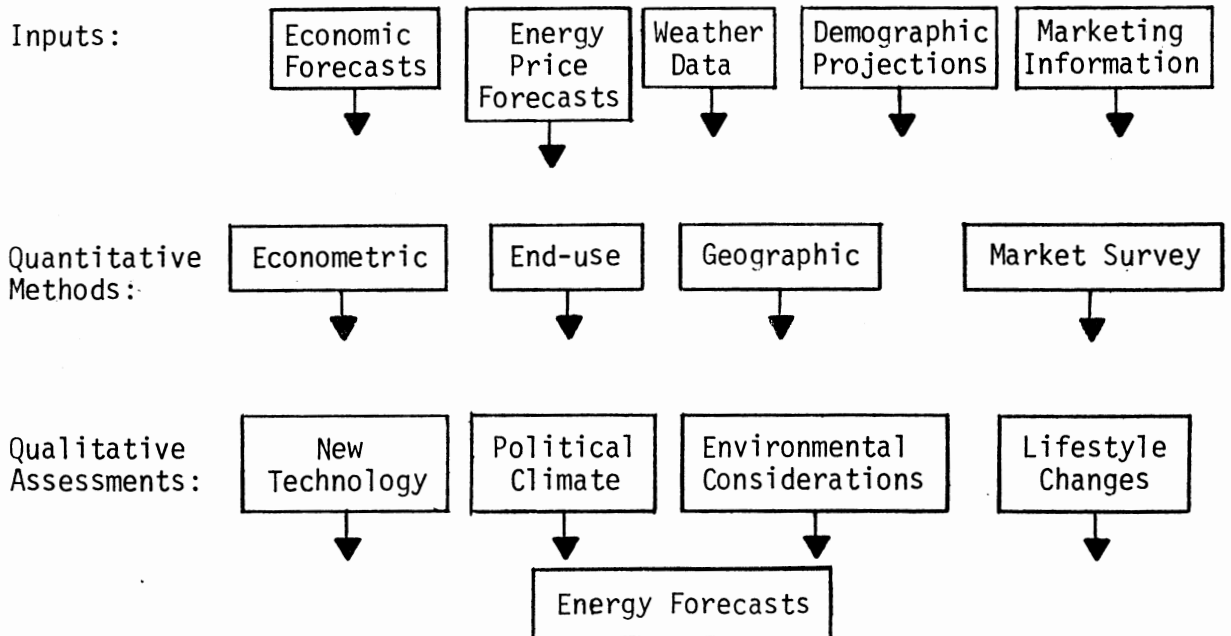 Inputs:
Economic
Forecasts
Energy
Price
Forecasts
Weather
Data
Demographic
Projections
Marketing
Information
Quantitative
Methods:
Econometric
End-use
Geographic
Market Survey
Qualitative
Assessments:
New
Technology
Political
Climate
Environmental
Considerations
Lifestyle
Changes
Energy Forecasts